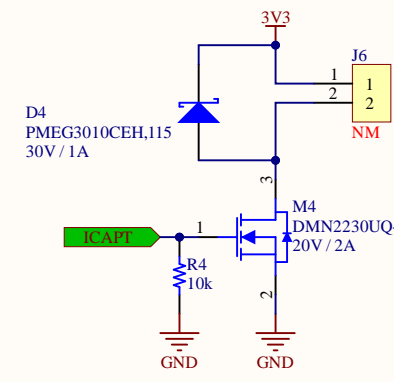 3V3
J6
1
1
2
2
NM
D4
PMEG3010CEH,115
30V / 1A
3
M4
DMN2230UQ-
20V / 2A
ICAPT
1
R4
10k
2
GND
GND